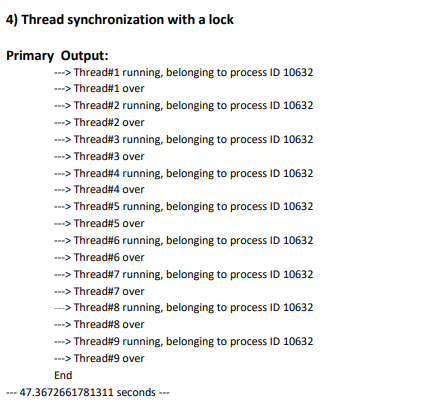 4) Thread synchronization with a lock
Primary Output:
---> Thread#1 running, belonging to process ID 10632
---> Thread#1 over
---> Thread#2 running, belonging to process ID 10632
---> Thread#2 over
---> Thread#3 running, belonging to process ID 10632
---> Thread#3 over
---> Thread#4 running, belonging to process ID 10632
---> Thread#4 over
---> Thread#5 running, belonging to process ID 10632
---> Thread#5 over
---> Thread#6 running, belonging to process ID 10632
---> Thread#6 over
---> Thread#7 running, belonging to process ID 10632
---> Thread#7 over
---> Thread#8 running, belonging to process ID 10632
---> Thread#8 over
---> Thread#9 running, belonging to process ID 10632
---> Thread#9 over
End
--- 47.3672661781311 seconds ---